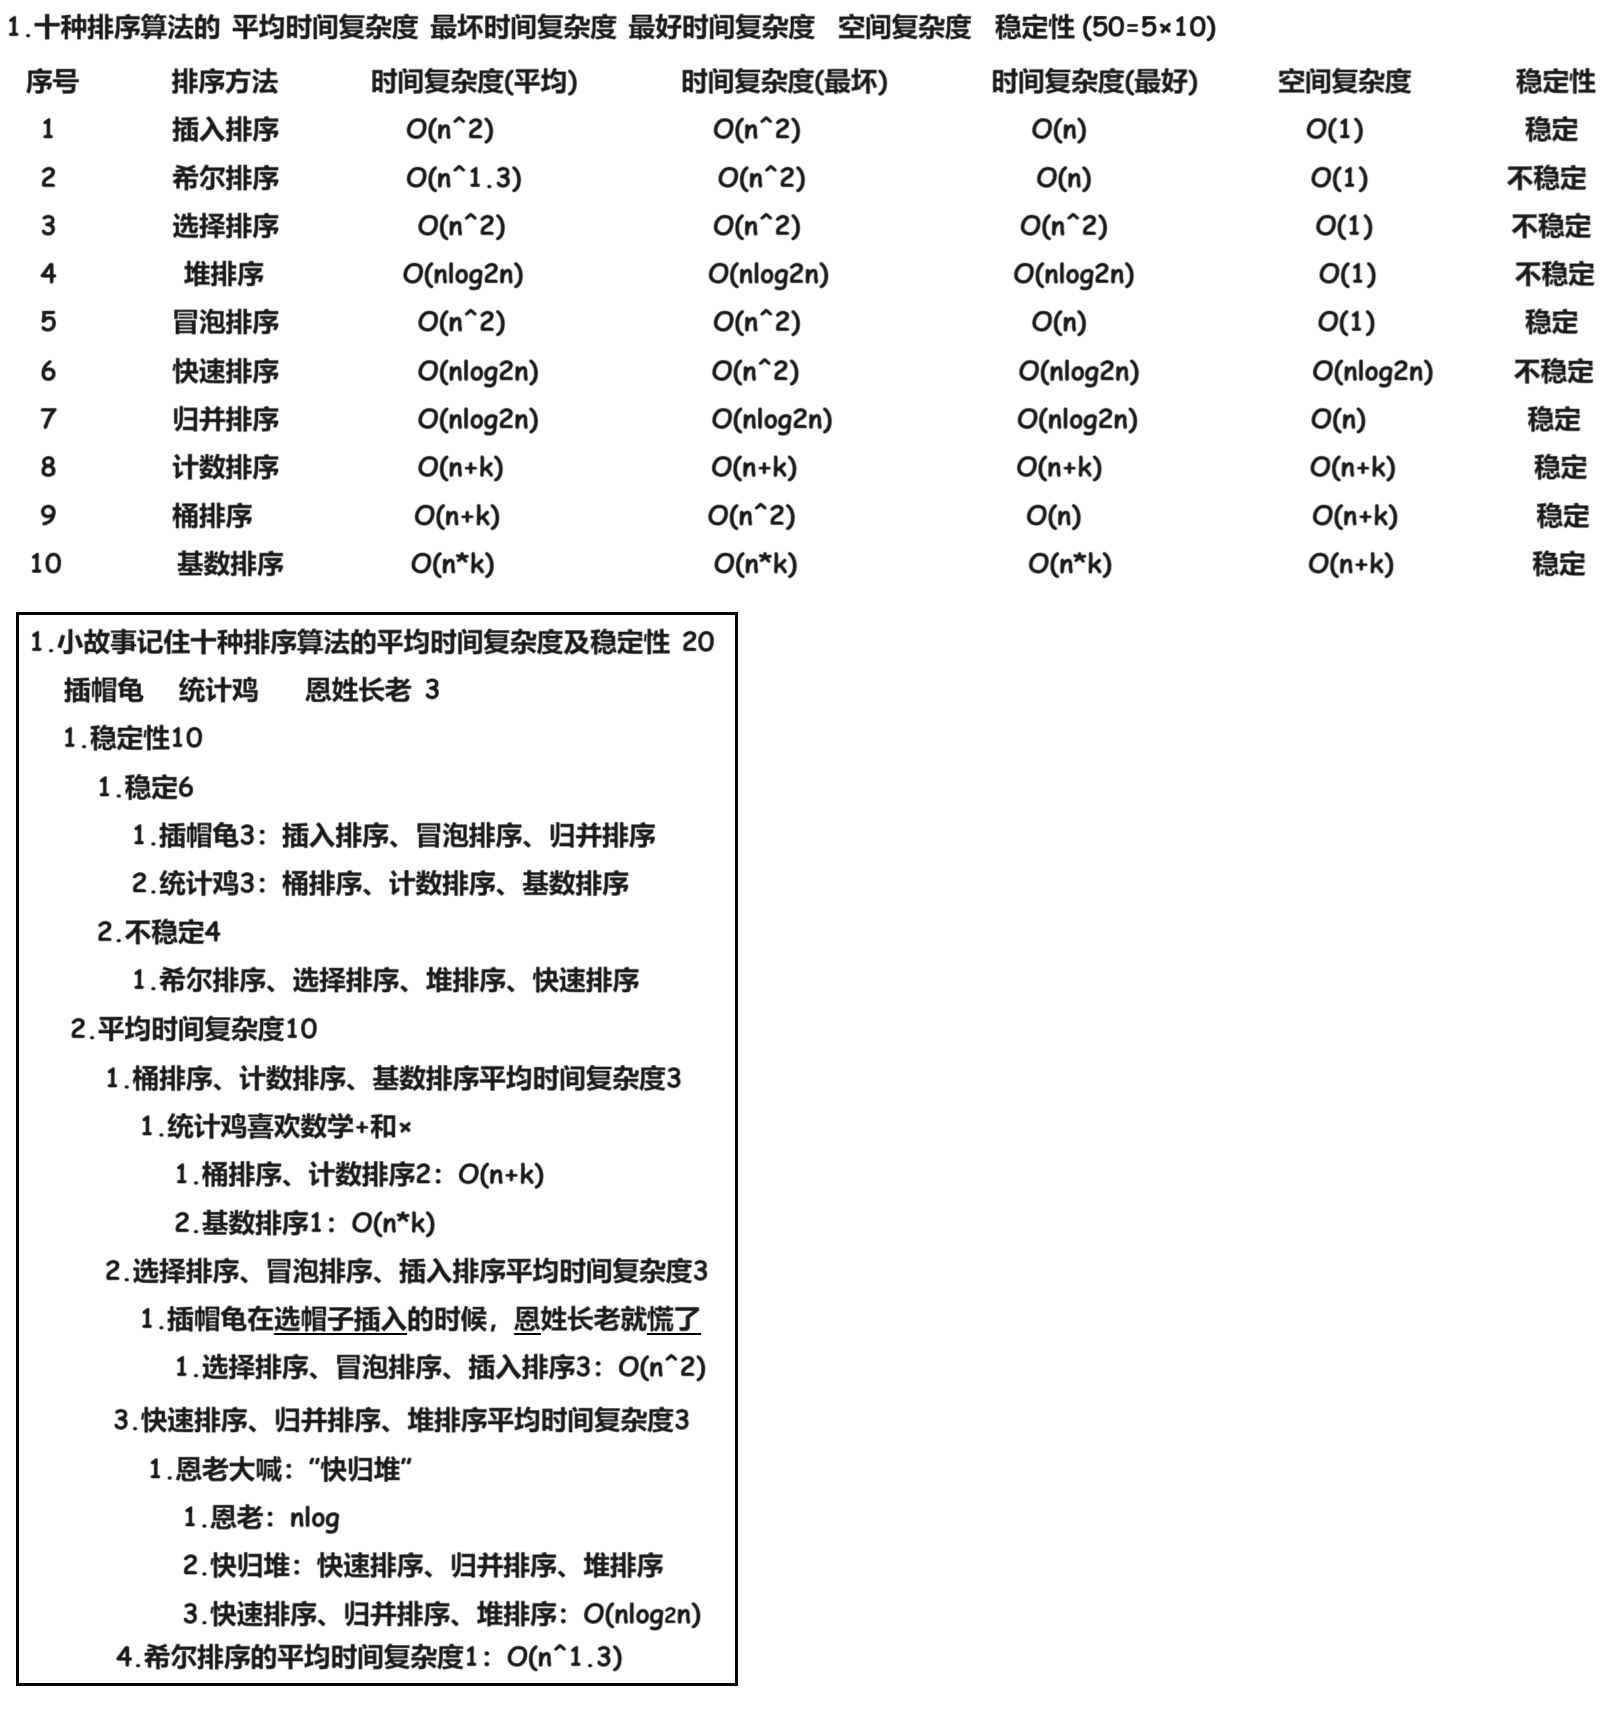 1.十种排序算法的 平均时间复杂度 最坏时间复杂度 最好时间复杂度 空间复杂度 稳定性 (50=5×10)
序号 排序方法 时间复杂度(平均) 时间复杂度(最坏) 时间复杂度(最好) 空间复杂度 稳定性
1 插入排序 O(n^2) O(n^2) O(n) O(1) 稳定
2 希尔排序 O(n^1.3) O(n^2) O(n) O(1) 不稳定
3 选择排序 O(n^2) O(n^2) O(n^2) O(1) 不稳定
4 堆排序 O(nlog2n) O(nlog2n) O(nlog2n) O(1) 不稳定
5 冒泡排序 O(n^2) O(n^2) O(n) O(1) 稳定
6 快速排序 O(nlog2n) O(n^2) O(nlog2n) O(nlog2n) 不稳定
7 归并排序 O(nlog2n) O(nlog2n) O(nlog2n) O(n) 稳定
8 计数排序 O(n+k) O(n+k) O(n+k) O(n+k) 稳定
9 桶排序 O(n+k) O(n^2) O(n) O(n+k) 稳定
10 基数排序 O(n*k) O(n*k) O(n*k) O(n+k) 稳定
1.小故事记住十种排序算法的平均时间复杂度及稳定性 20
插帽龟 统计鸡 恩姓长老 3
1.稳定性10
1.稳定6
1.插帽龟3：插入排序、冒泡排序、归并排序
2.统计鸡3：桶排序、计数排序、基数排序
2.不稳定4
1.希尔排序、选择排序、堆排序、快速排序
2.平均时间复杂度10
1.桶排序、计数排序、基数排序平均时间复杂度3
1.统计鸡喜欢数学+和×
1.桶排序、计数排序2：O(n+k)
2.基数排序1：O(n*k)
2.选择排序、冒泡排序、插入排序平均时间复杂度3
1.插帽龟在选帽子插入的时候，恩姓长老就慌了
1.选择排序、冒泡排序、插入排序3：O(n^2)
3.快速排序、归并排序、堆排序平均时间复杂度3
1.恩老大喊："快归堆"
1.恩老：nlog
2.快归堆：快速排序、归并排序、堆排序
3.快速排序、归并排序、堆排序：O(nlog2n)
4.希尔排序的平均时间复杂度1：O(n^1.3)